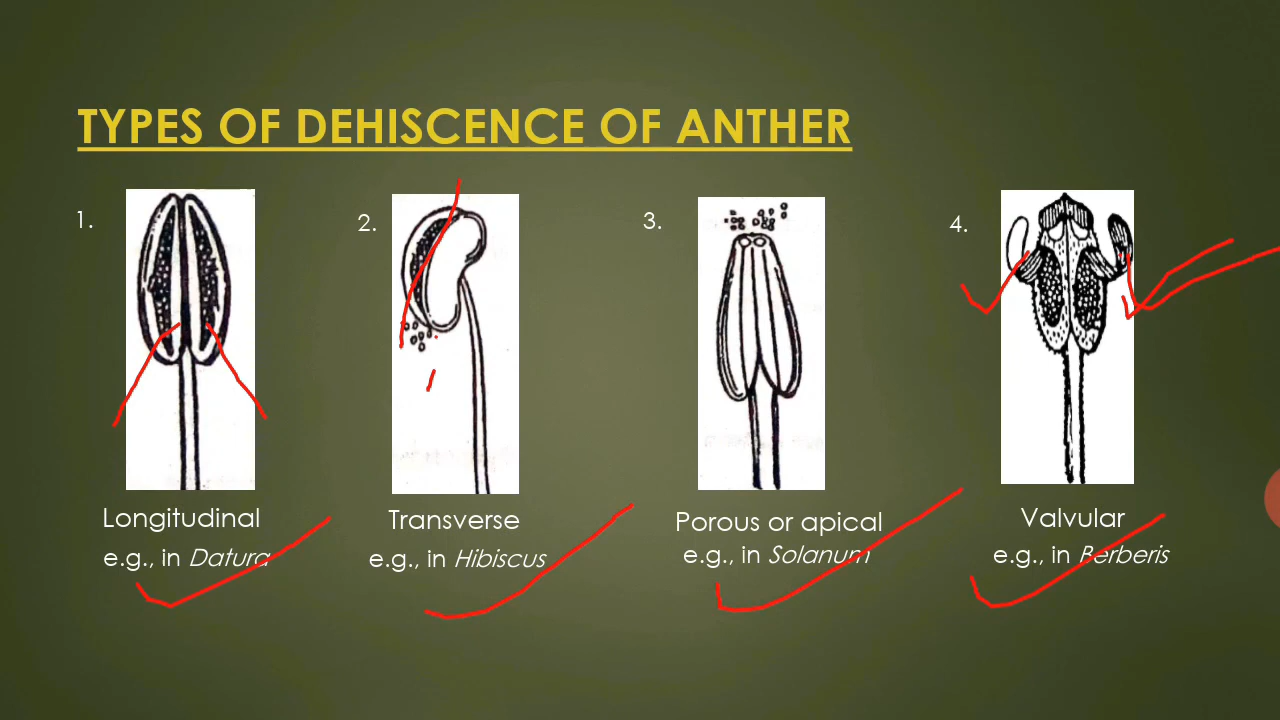 TYPES OF DEHISCENCE OF ANTHER
1.
2.
3.
4.
Longitudinal
e.g., in Datura
Transverse
e.g., in Hibiscus
Porous or apical
e.g., in Solanum
Valvular
e.g., in Berberis